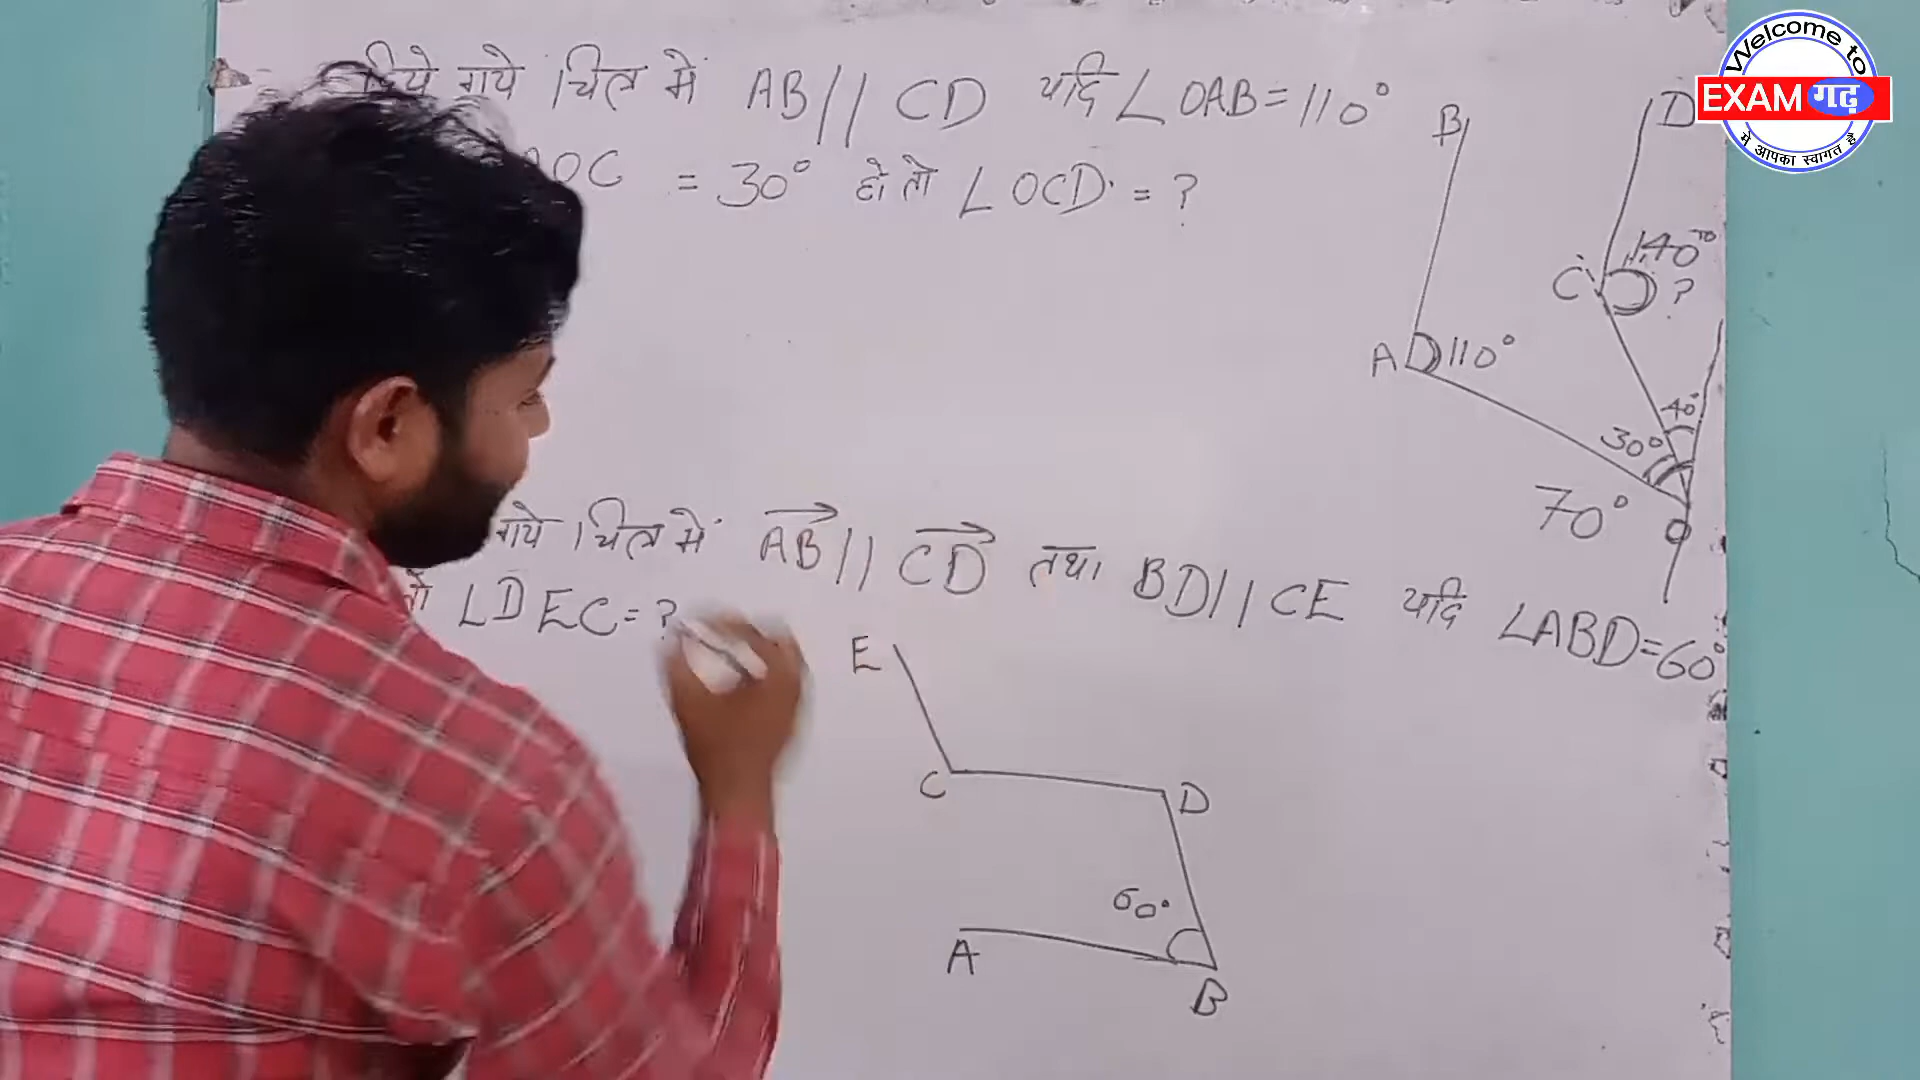 दिये गये चित्र में AB // CD यदि ∠OAB = 110°
AOC = 30° हो तो ∠OCD = ?
B
D
C
140°
?
A
110°
40°
30°
70°
O
गये चित्र में AB // CD तथा BD // CE यदि ∠ABD = 60°
तो ∠DEC = ?
E
C
D
60°
A
B
Welcome to
EXAM गढ़
में आपका स्वागत है